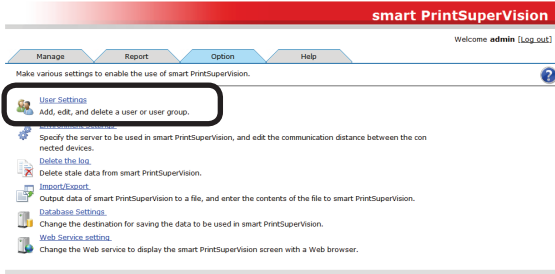 smart PrintSuperVision
Welcome admin [Log out]
Manage Report Option Help
Make various settings to enable the use of smart PrintSuperVision.
?
User Settings
Add, edit, and delete a user or user group.
Specify the server to be used in smart PrintSuperVision, and edit the communication distance between the con
nected devices.
Delete the log
Delete stale data from smart PrintSuperVision.
Import/Export
Output data of smart PrintSuperVision to a file, and enter the contents of the file to smart PrintSuperVision.
Database Settings
Change the destination for saving the data to be used in smart PrintSuperVision.
Web Service setting
Change the Web service to display the smart PrintSuperVision screen with a Web browser.